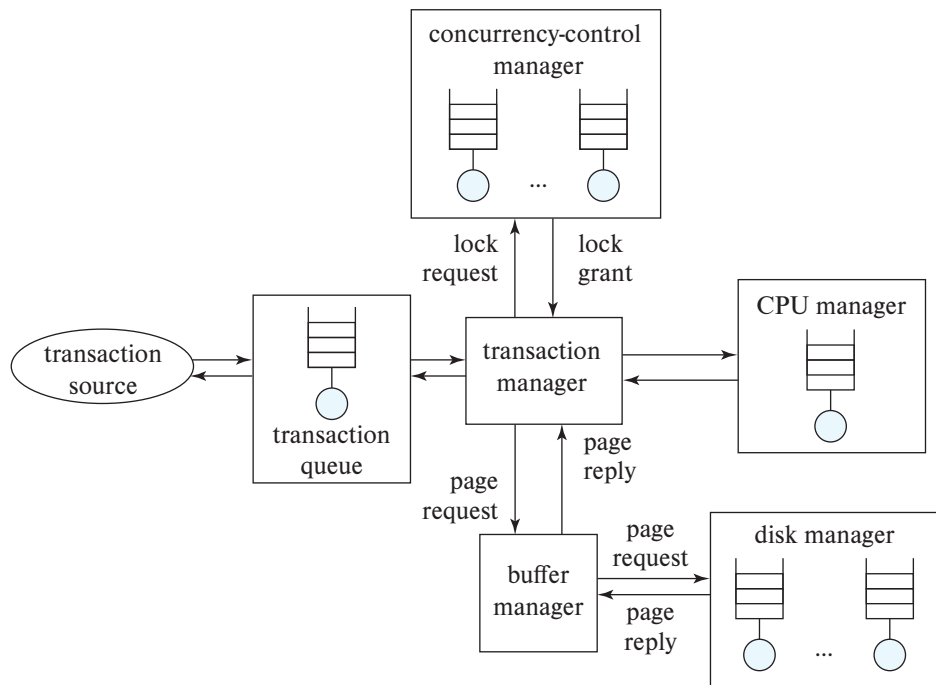 concurrency-control
manager
...
lock
request
lock
grant
transaction
source
transaction
queue
transaction
manager
CPU manager
page
request
page
reply
buffer
manager
page
request
page
reply
disk manager
...